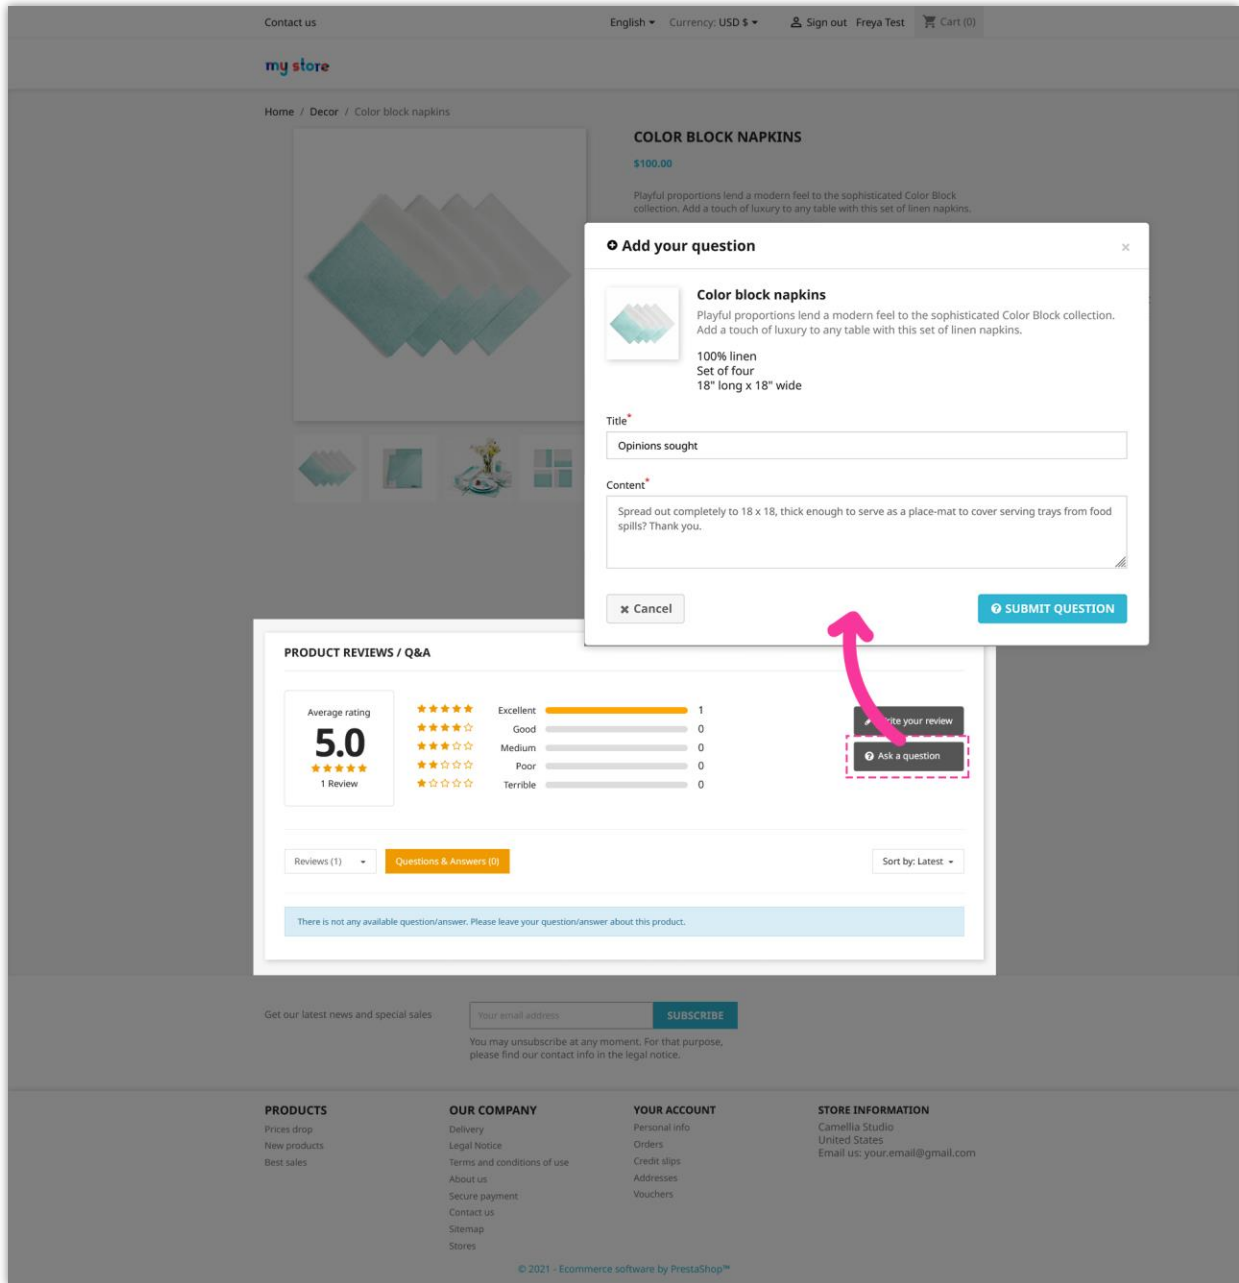 Contact us
English
Currency: USD $
Sign out
Freya Test
Cart (0)
my store
Home / Decor / Color block napkins
COLOR BLOCK NAPKINS
$100.00
Playful proportions lend a modern feel to the sophisticated Color Block
collection. Add a touch of luxury to any table with this set of linen napkins.
Add your question
×
Color block napkins
Playful proportions lend a modern feel to the sophisticated Color Block collection.
Add a touch of luxury to any table with this set of linen napkins.
100% linen
Set of four
18" long x 18" wide
Title*
Opinions sought
Content*
Spread out completely to 18 x 18, thick enough to serve as a place-mat to cover serving trays from food
spills? Thank you.
Cancel
SUBMIT QUESTION
PRODUCT REVIEWS / Q&A
Average rating
5.0
1 Review
Excellent 1
Good 0
Medium 0
Poor 0
Terrible 0
your review
Ask a question
Reviews (1)
Questions & Answers (0)
Sort by: Latest
There is not any available question/answer. Please leave your question/answer about this product.
Get our latest news and special sales
Your email address
SUBSCRIBE
You may unsubscribe at any moment. For that purpose,
please find our contact info in the legal notice.
PRODUCTS
Prices drop
New products
Best sales
OUR COMPANY
Delivery
Legal Notice
Terms and conditions of use
About us
Secure payment
Contact us
Sitemap
Stores
YOUR ACCOUNT
Personal info
Orders
Credit slips
Addresses
Vouchers
STORE INFORMATION
Camellia Studio
United States
Email us: your.email@gmail.com
© 2021 - Ecommerce software by PrestaShop™